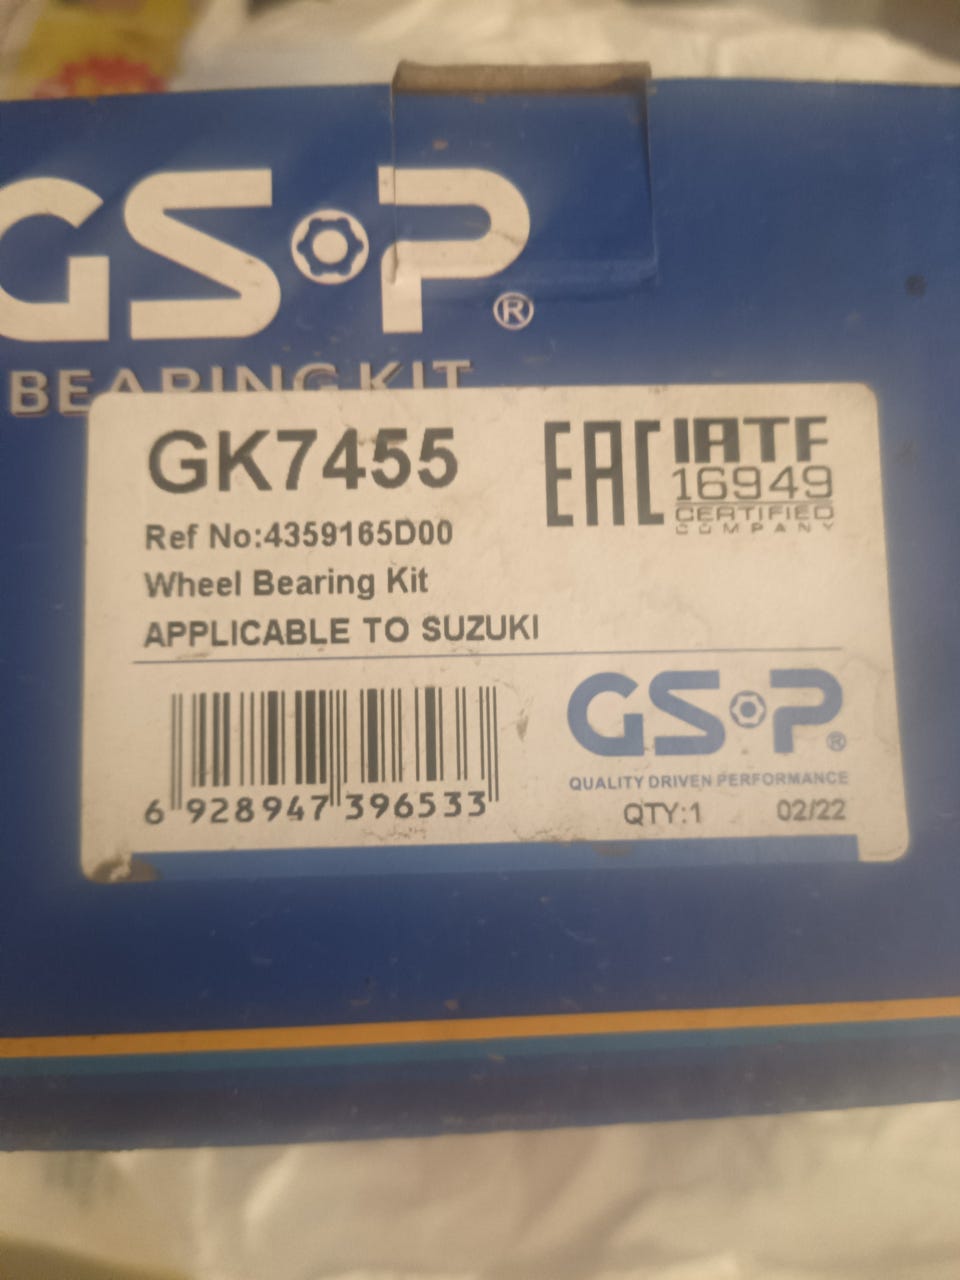 GS P®
BEARING KIT
GK7455
EAC
IATF
16949
CERTIFIED
COMPANY
Ref No:4359165D00
Wheel Bearing Kit
APPLICABLE TO SUZUKI
GS P®
QUALITY DRIVEN PERFORMANCE
QTY:1 02/22
6 928947 396533